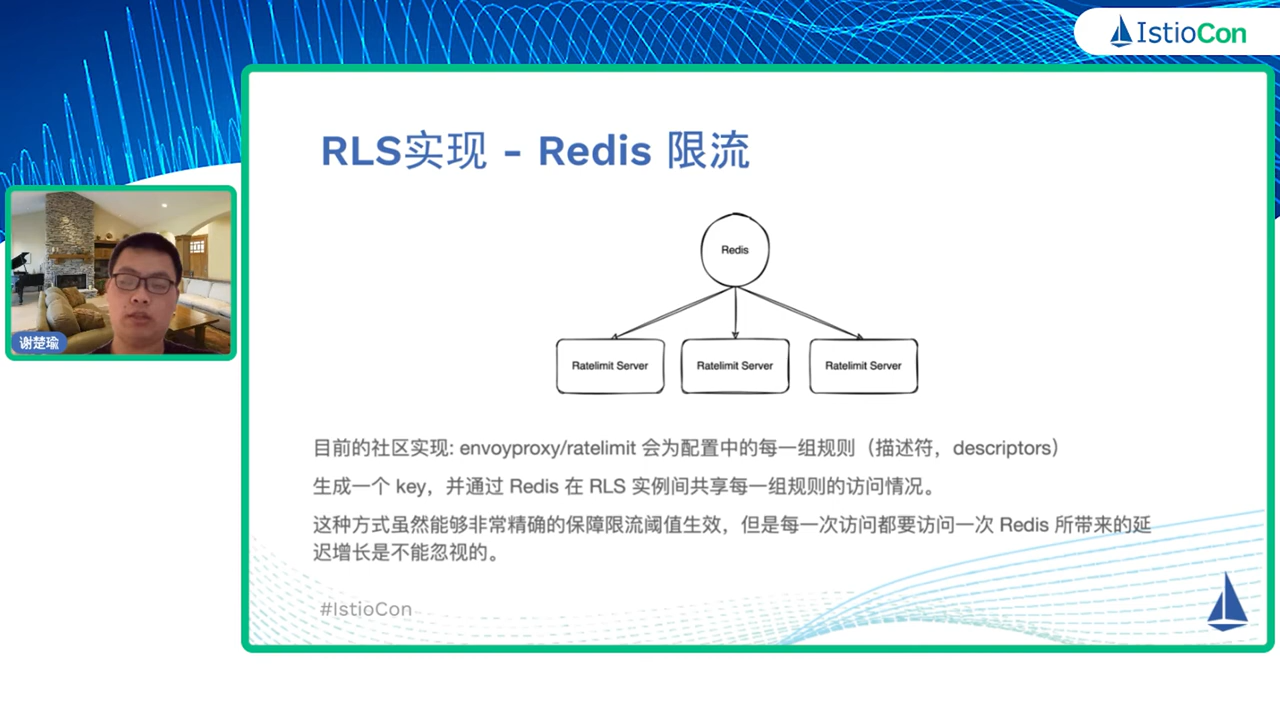 IstioCon
RLS实现 - Redis 限流
Redis
Ratelimit Server
Ratelimit Server
Ratelimit Server
谢楚瑜
目前的社区实现: envoyproxy/ratelimit 会为配置中的每一组规则（描述符，descriptors）
生成一个 key，并通过 Redis 在 RLS 实例间共享每一组规则的访问情况。
这种方式虽然能够非常精确的保障限流阈值生效，但是每一次访问都要访问一次 Redis 所带来的延
迟增长是不能忽视的。
#IstioCon